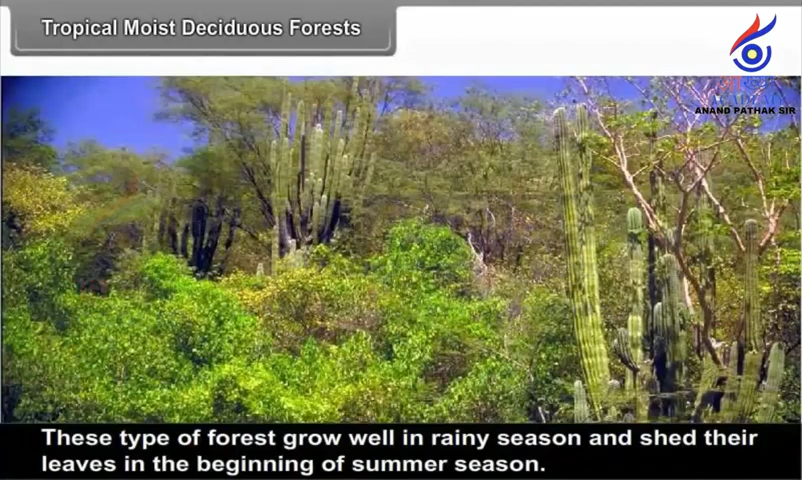 Tropical Moist Deciduous Forests
ANAND PATHAK SIR
These type of forest grow well in rainy season and shed their
leaves in the beginning of summer season.